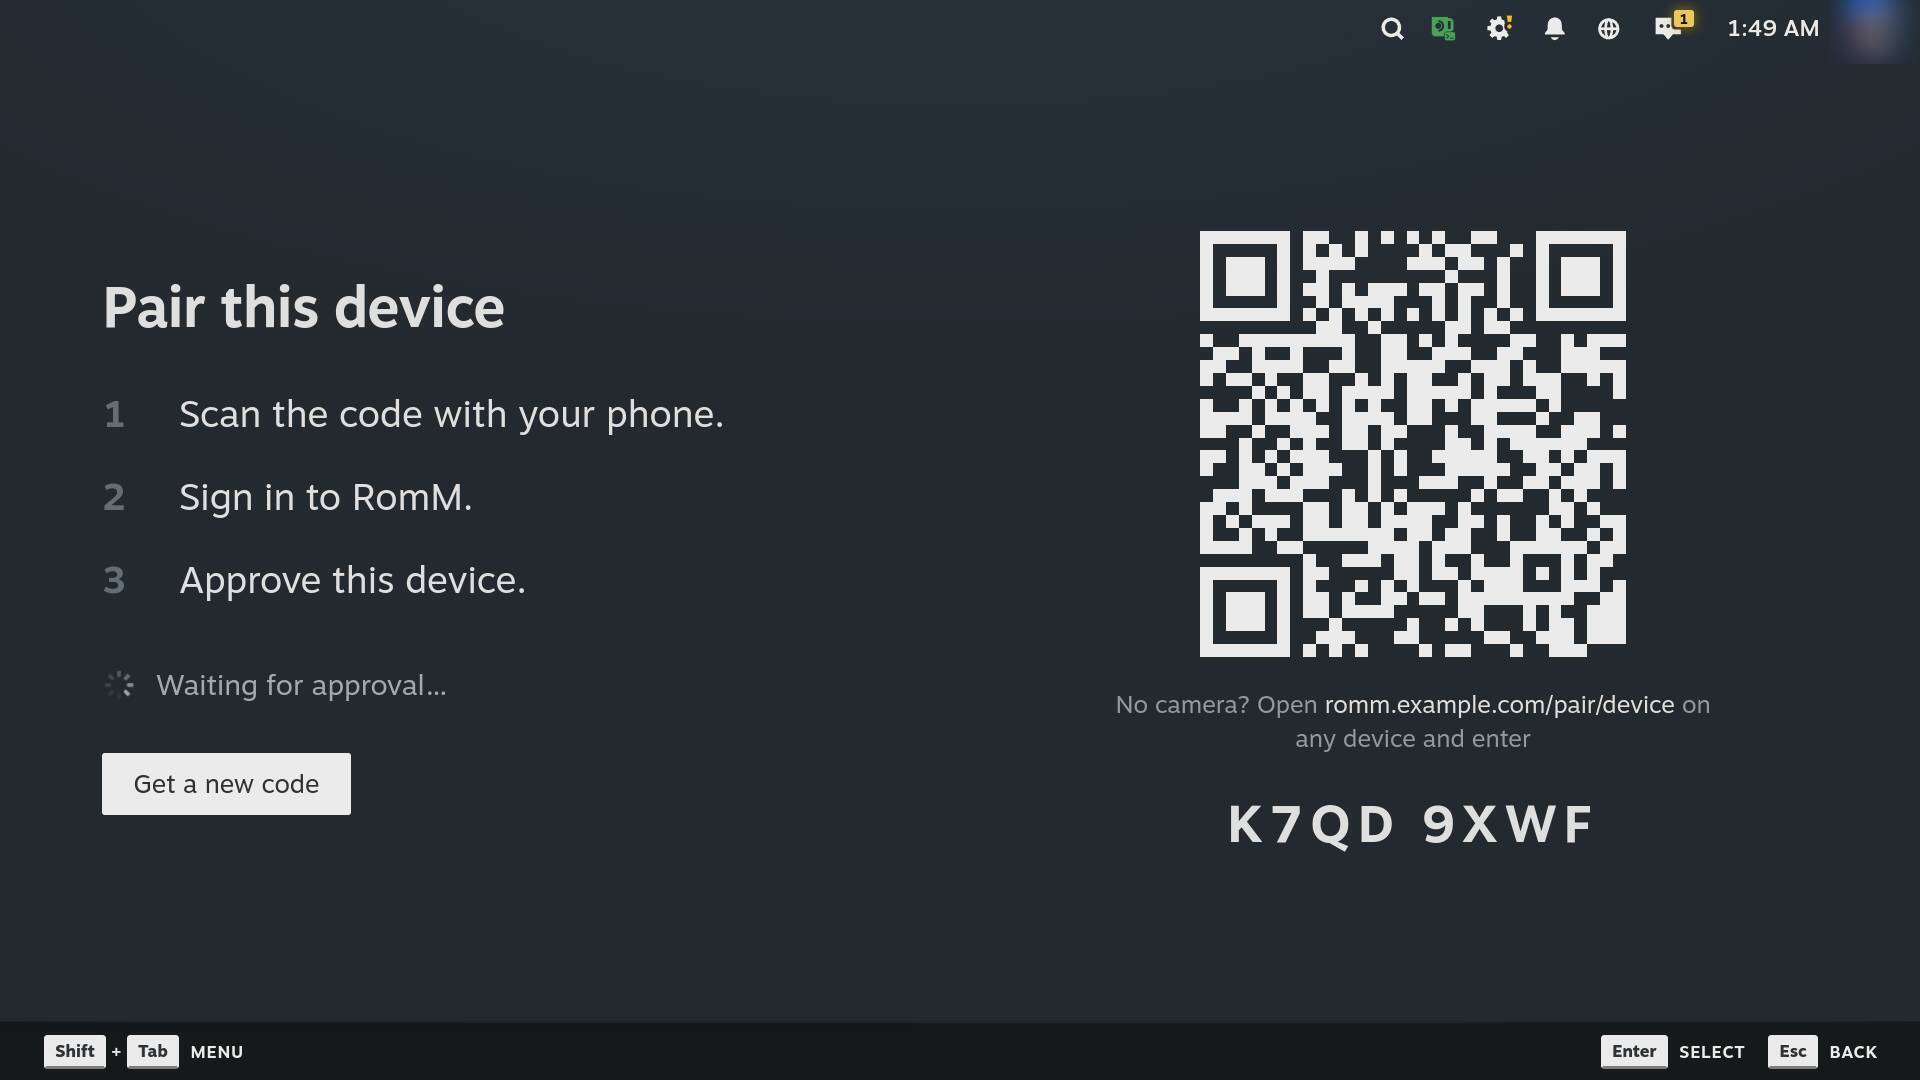 1
1:49 AM
Pair this device
1 Scan the code with your phone.
2 Sign in to RomM.
3 Approve this device.
Waiting for approval...
Get a new code
No camera? Open romm.example.com/pair/device on
any device and enter
K7QD 9XWF
Shift + Tab MENU
Enter SELECT Esc BACK